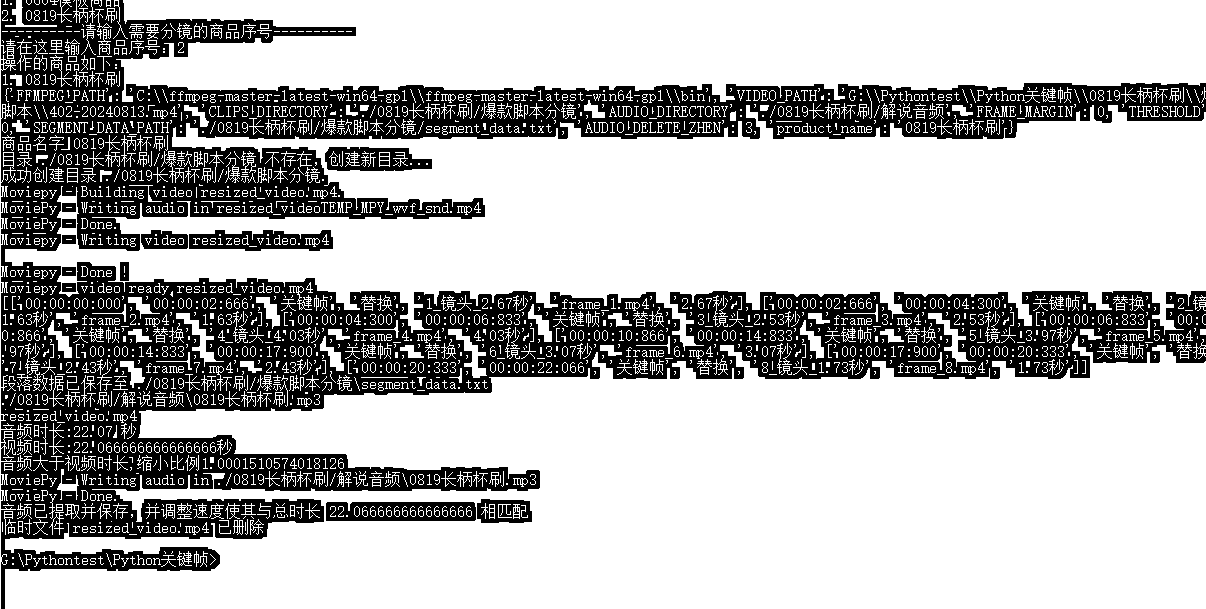 1. 0804模板商品
2. 0819长柄杯刷
----------请输入需要分镜的商品序号----------
请在这里输入商品序号: 2
操作的商品如下:
1. 0819长柄杯刷
{'FFMPEG_PATH': 'C:\\ffmpeg-master-latest-win64-gpl\\ffmpeg-master-latest-win64-gpl\\bin', 'VIDEO_PATH': 'G:\\Pythontest\\Python关键帧\\0819长柄杯刷\\
脚本\\402-20240813.mp4', 'CLIPS_DIRECTORY': './0819长柄杯刷/爆款脚本分镜', 'AUDIO_DIRECTORY': './0819长柄杯刷/解说音频', 'FRAME_MARGIN': 0, 'THRESHOLD'
0, 'SEGMENT_DATA_PATH': './0819长柄杯刷/爆款脚本分镜/segment_data.txt', 'AUDIO_DELETE_ZHEN': 3, 'product_name': '0819长柄杯刷'}
商品名字 0819长柄杯刷
目录 ./0819长柄杯刷/爆款脚本分镜 不存在, 创建新目录...
成功创建目录 ./0819长柄杯刷/爆款脚本分镜.
Moviepy - Building video resized_video.mp4.
MoviePy - Writing audio in resized_videoTEMP_MPY_wvf_snd.mp4
MoviePy - Done.
Moviepy - Writing video resized_video.mp4
Moviepy - Done !
Moviepy - video ready resized_video.mp4
[['00:00:00:000', '00:00:02:666', '关键帧', '替换', '1_镜头_2.67秒', 'frame_1.mp4', '2.67秒'], ['00:00:02:666', '00:00:04:300', '关键帧', '替换', '2_镜
1.63秒', 'frame_2.mp4', '1.63秒'], ['00:00:04:300', '00:00:06:833', '关键帧', '替换', '3_镜头_2.53秒', 'frame_3.mp4', '2.53秒'], ['00:00:06:833', '00:0
0:866', '关键帧', '替换', '4_镜头_4.03秒', 'frame_4.mp4', '4.03秒'], ['00:00:10:866', '00:00:14:833', '关键帧', '替换', '5_镜头_3.97秒', 'frame_5.mp4',
.97秒'], ['00:00:14:833', '00:00:17:900', '关键帧', '替换', '6_镜头_3.07秒', 'frame_6.mp4', '3.07秒'], ['00:00:17:900', '00:00:20:333', '关键帧', '替换
7_镜头_2.43秒', 'frame_7.mp4', '2.43秒'], ['00:00:20:333', '00:00:22:066', '关键帧', '替换', '8_镜头_1.73秒', 'frame_8.mp4', '1.73秒']]
段落数据已保存至 ./0819长柄杯刷/爆款脚本分镜\segment_data.txt
./0819长柄杯刷/解说音频\0819长柄杯刷.mp3
resized_video.mp4
音频时长:22.07 秒
视频时长:22.066666666666666秒
音频大于视频时长,缩小比例1.0001510574018126
MoviePy - Writing audio in ./0819长柄杯刷/解说音频\0819长柄杯刷.mp3
MoviePy - Done.
音频已提取并保存, 并调整速度使其与总时长 22.066666666666666 相匹配
临时文件 resized_video.mp4 已删除
G:\Pythontest\Python关键帧>